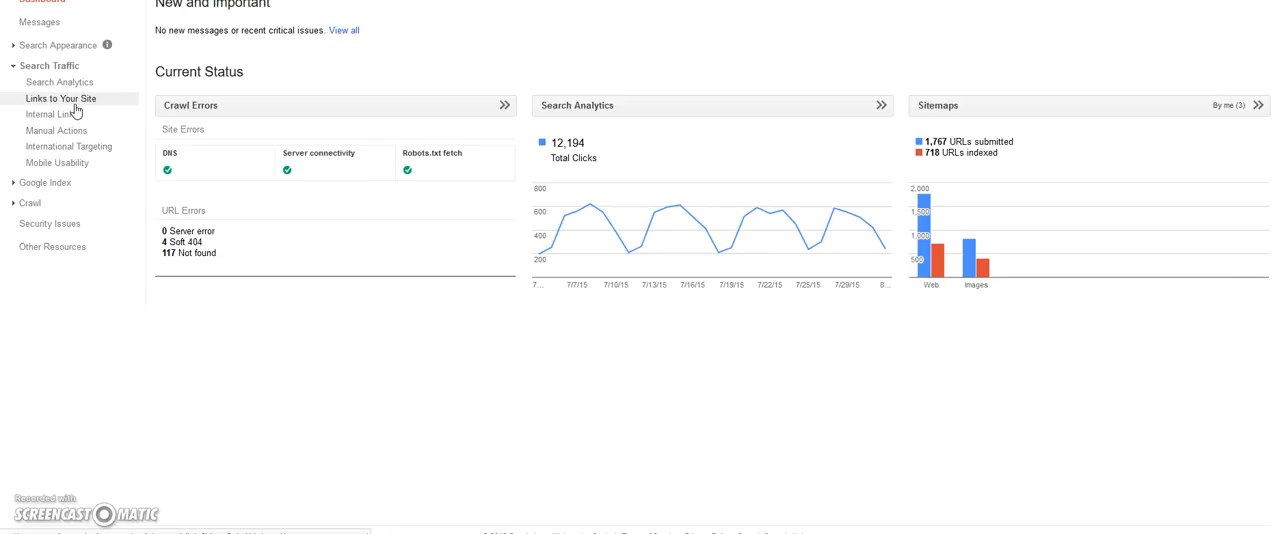 Dashboard
Messages
Search Appearance
Search Traffic
Search Analytics
Links to Your Site
Internal Links
Manual Actions
International Targeting
Mobile Usability
Google Index
Crawl
Security Issues
Other Resources
New and Important
No new messages or recent critical issues. View all
Current Status
Crawl Errors
Site Errors
DNS
Server connectivity
Robots.txt fetch
URL Errors
0 Server error
4 Soft 404
117 Not found
Search Analytics
12,194
Total Clicks
800
600
400
200
7... 7/7/15 7/10/15 7/13/15 7/16/15 7/19/15 7/22/15 7/25/15 7/29/15 8...
Sitemaps
By me (3)
1,767 URLs submitted
718 URLs indexed
2,000
1,500
1,000
500
Web Images
Recorded with
SCREENCAST-O-MATIC